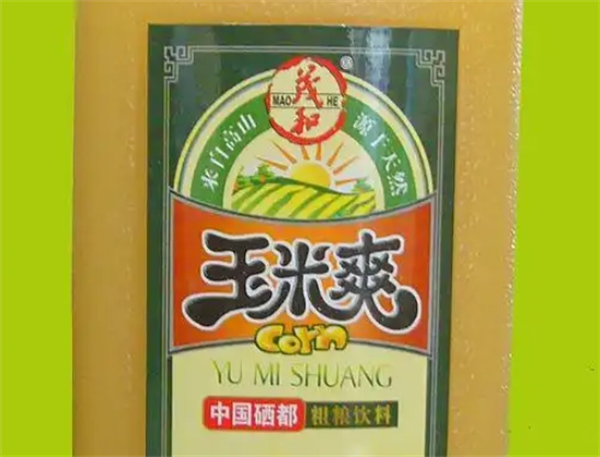 茂和
MAO HE
来自高山 源于天然
玉米爽
Corn
YU MI SHUANG
中国硒都 粗粮饮料